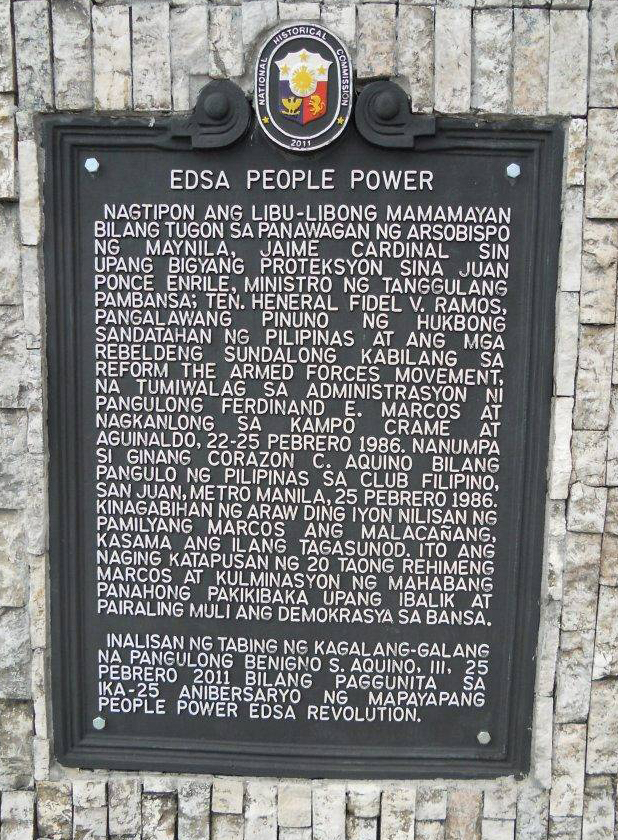 NATIONAL HISTORICAL COMMISSION
2011
EDSA PEOPLE POWER
NAGTIPON ANG LIBU-LIBONG MAMAMAYAN
BILANG TUGON SA PANAWAGAN NG ARSOBISPO
NG MAYNILA, JAIME CARDINAL SIN
UPANG BIGYANG PROTEKSYON SINA JUAN
PONCE ENRILE, MINISTRO NG TANGGULANG
PAMBANSA; TEN. HENERAL FIDEL V. RAMOS,
PANGALAWANG PINUNO NG HUKBONG
SANDATAHAN NG PILIPINAS AT ANG MGA
REBELDENG SUNDALONG KABILANG SA
REFORM THE ARMED FORCES MOVEMENT,
NA TUMIWALAG SA ADMINISTRASYON NI
PANGULONG FERDINAND E. MARCOS AT
NAGKANLONG SA KAMPO CRAME AT
AGUINALDO, 22-25 PEBRERO 1986. NANUMPA
SI GINANG CORAZON C. AQUINO BILANG
PANGULO NG PILIPINAS SA CLUB FILIPINO,
SAN JUAN, METRO MANILA, 25 PEBRERO 1986.
KINAGABIHAN NG ARAW DING IYON NILISAN NG
PAMILYANG MARCOS ANG MALACAÑANG,
KASAMA ANG ILANG TAGASUNOD. ITO ANG
NAGING KATAPUSAN NG 20 TAONG REHIMENG
MARCOS AT KULMINASYON NG MAHABANG
PANAHONG PAKIKIBAKA UPANG IBALIK AT
PAIRALING MULI ANG DEMOKRASYA SA BANSA.
INALISAN NG TABING NG KAGALANG-GALANG
NA PANGULONG BENIGNO S. AQUINO, III, 25
PEBRERO 2011 BILANG PAGGUNITA SA
IKA-25 ANIBERSARYO NG MAPAYAPANG
PEOPLE POWER EDSA REVOLUTION.